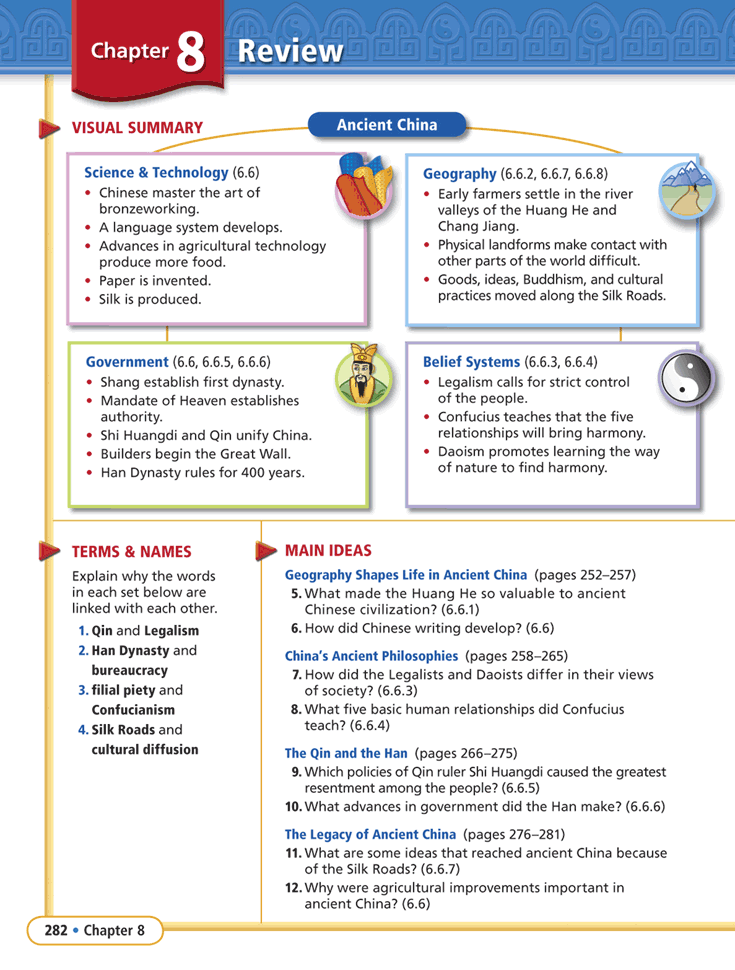 Chapter 8 Review
VISUAL SUMMARY
Ancient China
Science & Technology (6.6)
• Chinese master the art of
bronzeworking.
• A language system develops.
• Advances in agricultural technology
produce more food.
• Paper is invented.
• Silk is produced.
Geography (6.6.2, 6.6.7, 6.6.8)
• Early farmers settle in the river
valleys of the Huang He and
Chang Jiang.
• Physical landforms make contact with
other parts of the world difficult.
• Goods, ideas, Buddhism, and cultural
practices moved along the Silk Roads.
Government (6.6, 6.6.5, 6.6.6)
• Shang establish first dynasty.
• Mandate of Heaven establishes
authority.
• Shi Huangdi and Qin unify China.
• Builders begin the Great Wall.
• Han Dynasty rules for 400 years.
Belief Systems (6.6.3, 6.6.4)
• Legalism calls for strict control
of the people.
• Confucius teaches that the five
relationships will bring harmony.
• Daoism promotes learning the way
of nature to find harmony.
TERMS & NAMES
Explain why the words
in each set below are
linked with each other.
1. Qin and Legalism
2. Han Dynasty and
bureaucracy
3. filial piety and
Confucianism
4. Silk Roads and
cultural diffusion
MAIN IDEAS
Geography Shapes Life in Ancient China (pages 252–257)
5. What made the Huang He so valuable to ancient
Chinese civilization? (6.6.1)
6. How did Chinese writing develop? (6.6)
China's Ancient Philosophies (pages 258–265)
7. How did the Legalists and Daoists differ in their views
of society? (6.6.3)
8. What five basic human relationships did Confucius
teach? (6.6.4)
The Qin and the Han (pages 266–275)
9. Which policies of Qin ruler Shi Huangdi caused the greatest
resentment among the people? (6.6.5)
10. What advances in government did the Han make? (6.6.6)
The Legacy of Ancient China (pages 276–281)
11. What are some ideas that reached ancient China because
of the Silk Roads? (6.6.7)
12. Why were agricultural improvements important in
ancient China? (6.6)
282 • Chapter 8